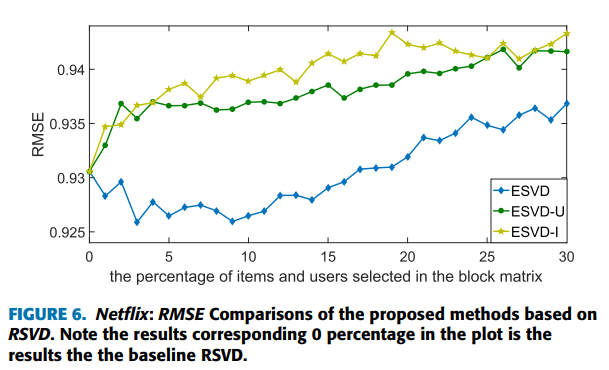 0.94
0.935
0.93
0.925
RMSE
0
5
10
15
20
25
30
the percentage of items and users selected in the block matrix
ESVD
ESVD-U
ESVD-I
FIGURE 6. Netflix: RMSE Comparisons of the proposed methods based on
RSVD. Note the results corresponding 0 percentage in the plot is the
results the the baseline RSVD.